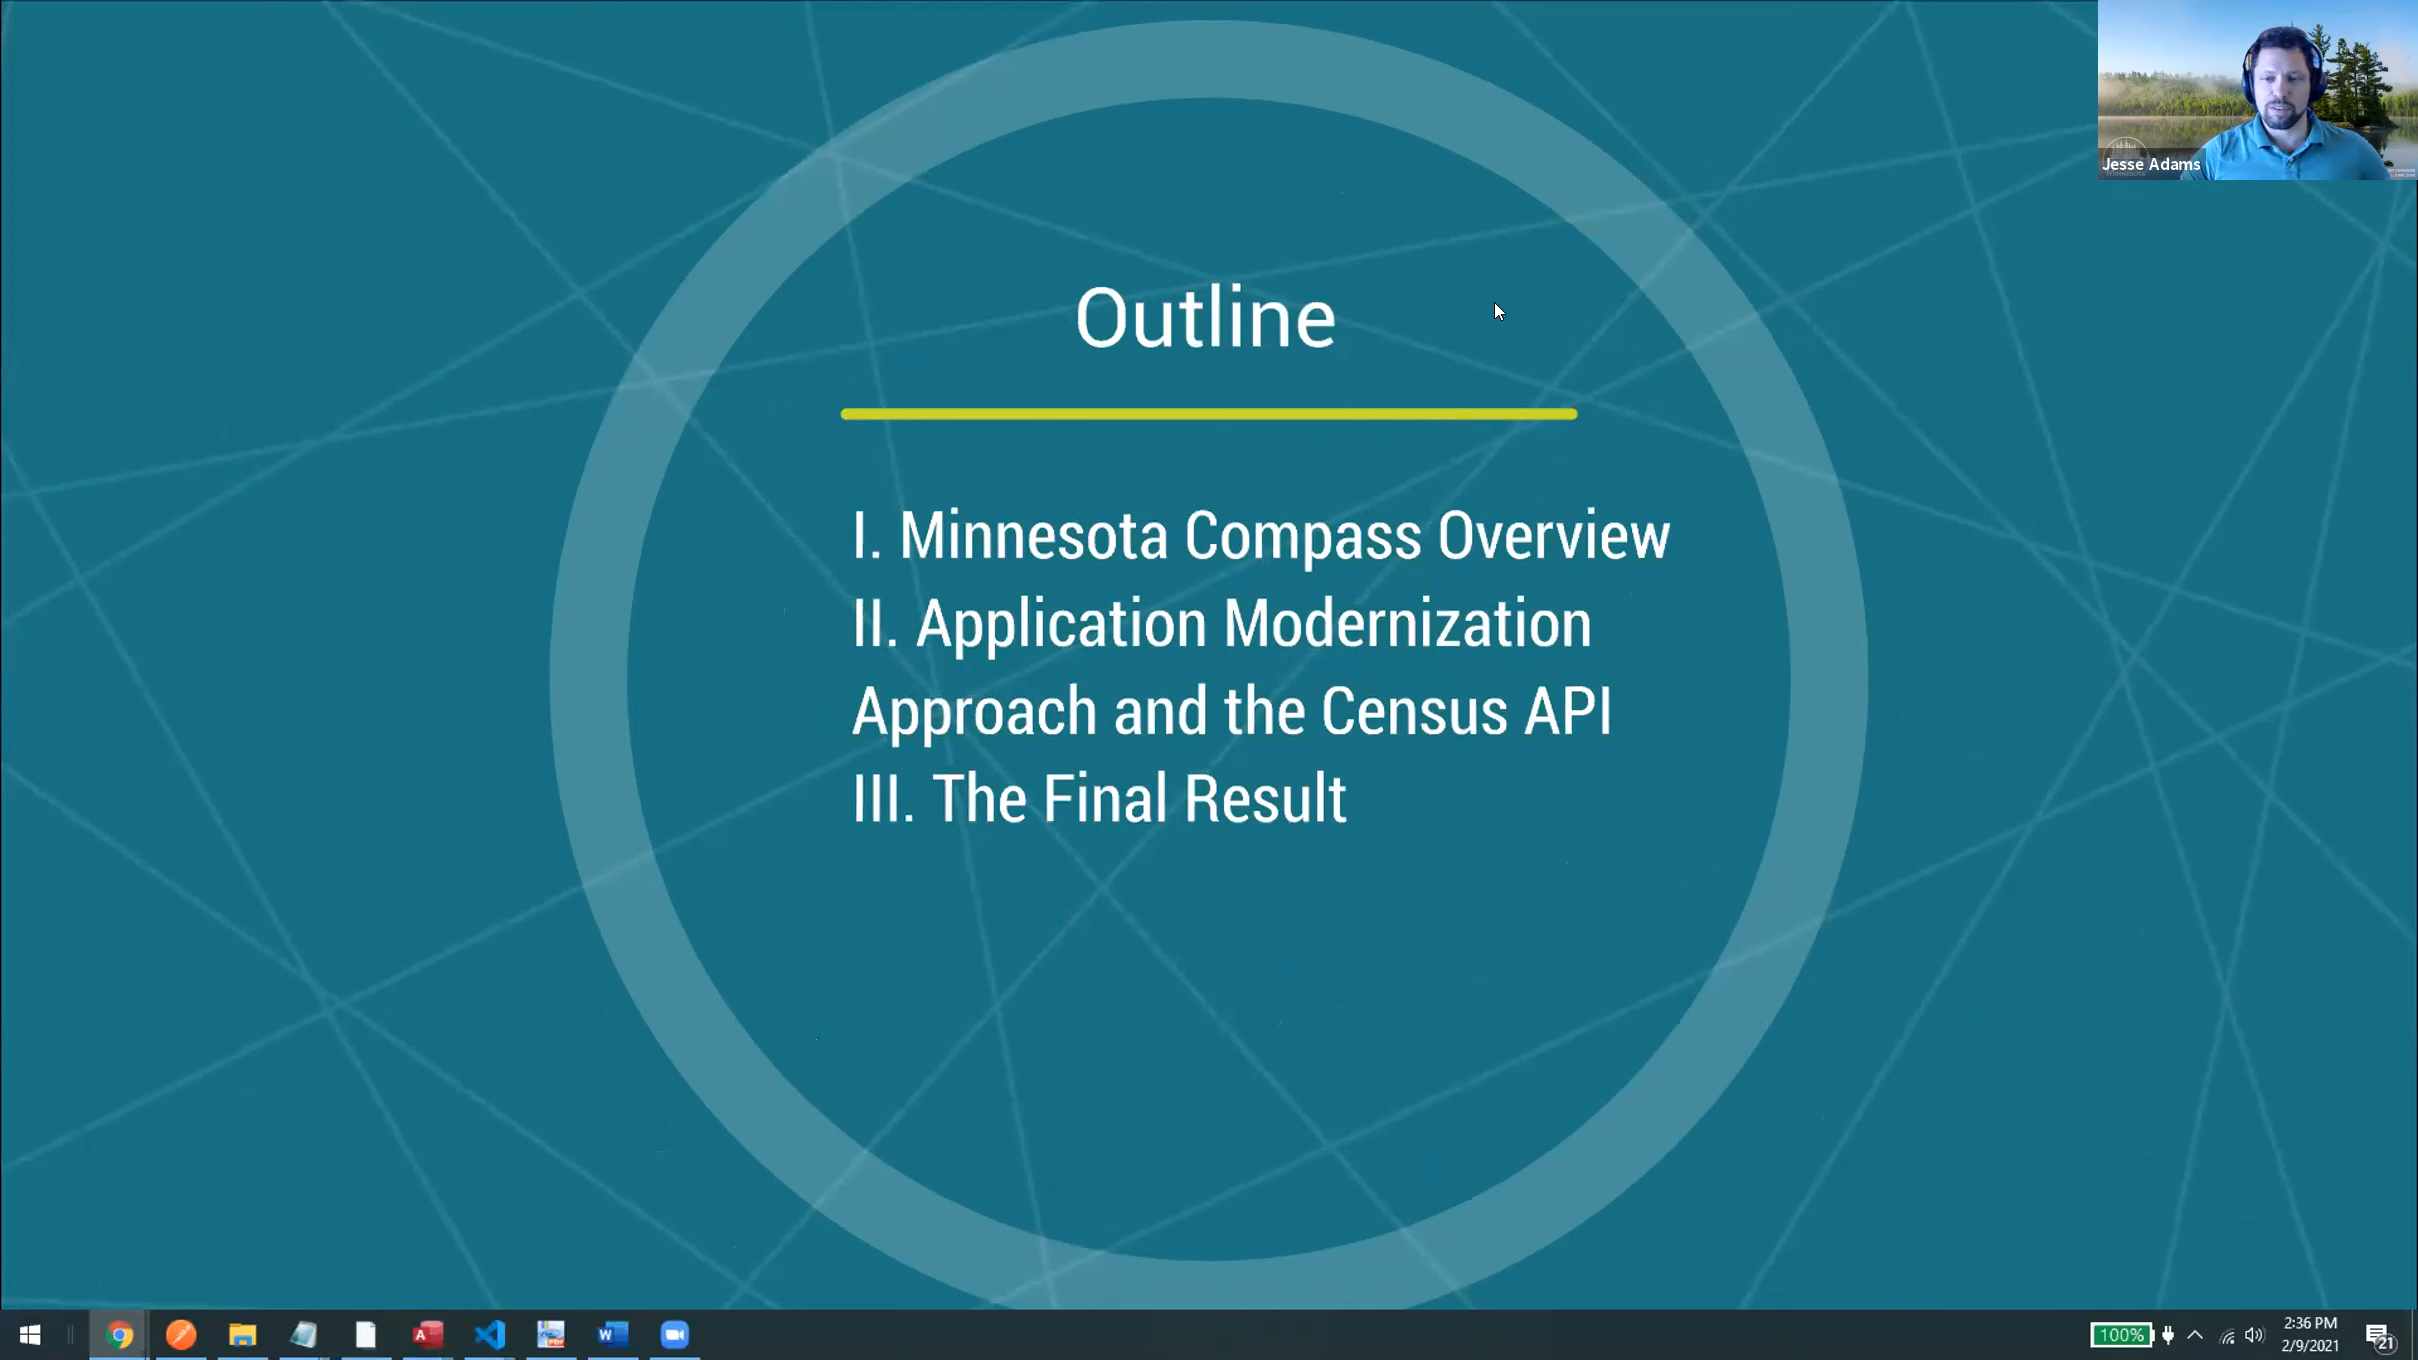 Jesse Adams
Outline
I. Minnesota Compass Overview
II. Application Modernization
Approach and the Census API
III. The Final Result
100%
2:36 PM
2/9/2021
21